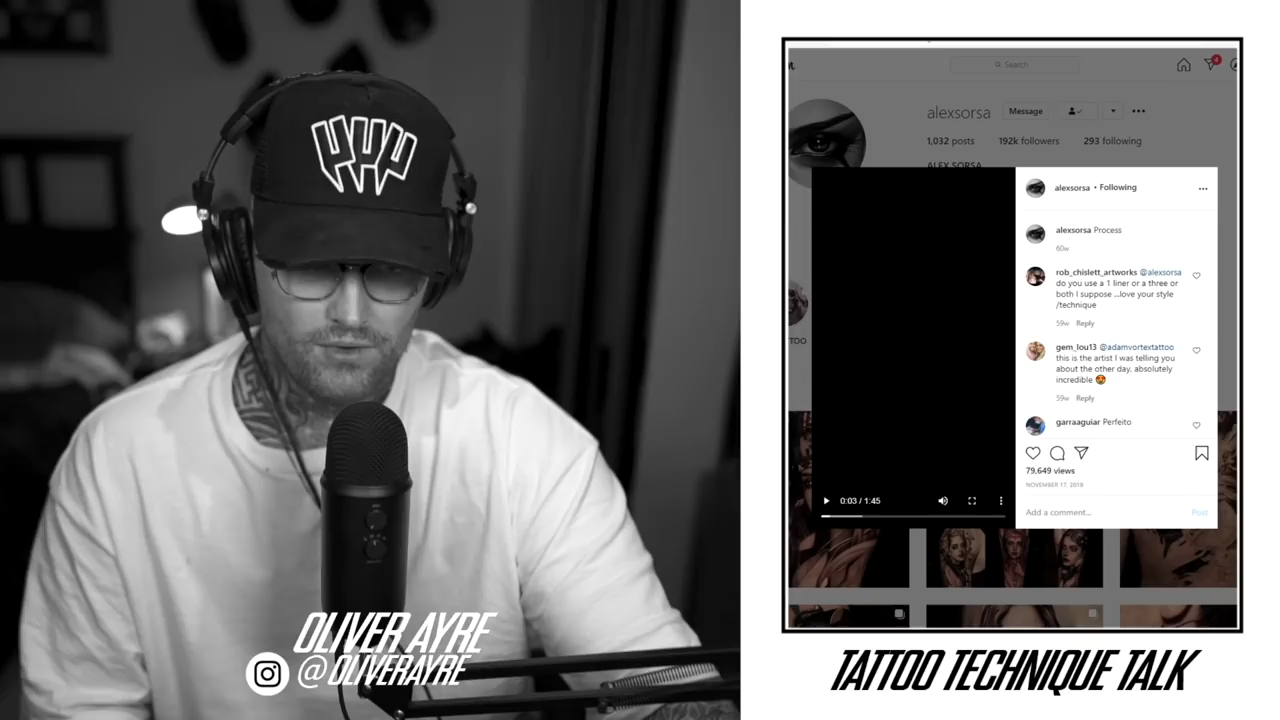 OLIVER AYRE
@OLIVERAYRE
Search
4
alexsorsa
Message
1,032 posts
192k followers
293 following
ALEX SORSA
alexsorsa • Following
alexsorsa Process
60w
rob_chislett_artworks @alexsorsa
do you use a 1 liner or a three or
both I suppose ...love your style
/technique
59w Reply
gem_lou13 @adamvortextattoo
this is the artist I was telling you
about the other day. absolutely
incredible 😍
59w Reply
garraaguiar Perfeito
79,649 views
NOVEMBER 17, 2019
Add a comment...
Post
0:03 / 1:45
TOO
TATTOO TECHNIQUE TALK